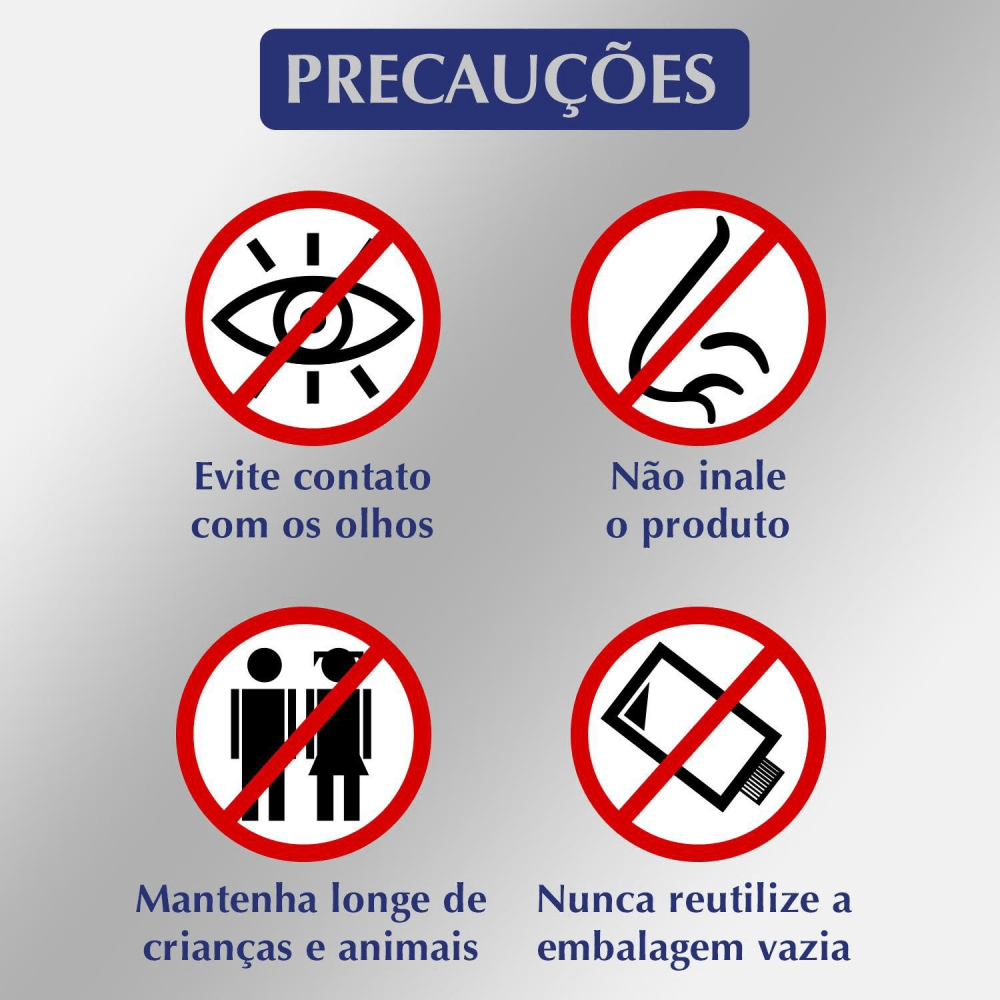 PRECAUÇÕES
Evite contato
com os olhos
Não inale
o produto
Mantenha longe de
crianças e animais
Nunca reutilize a
embalagem vazia